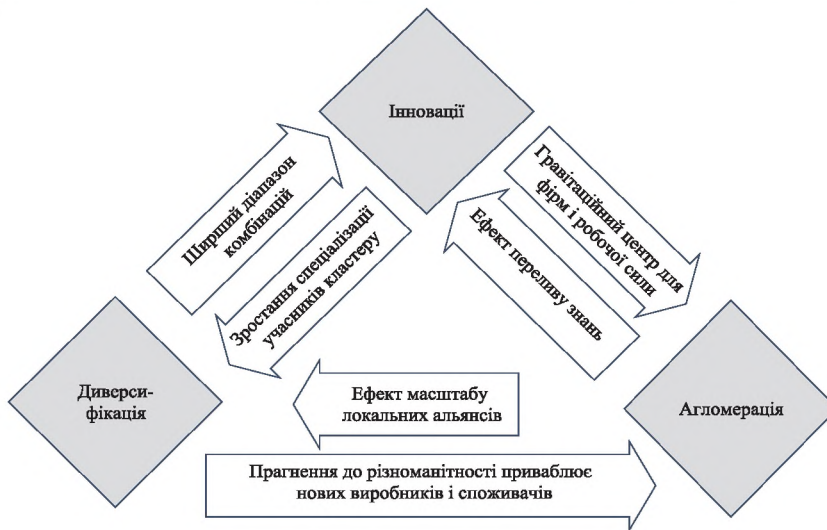 Інновації
Ширший діапазон
комбінацій
Зростання спеціалізації
учасників кластеру
Гравітаційний центр для
фірм і робочої сили
Ефект переливу знань
Диверси-
фікація
Ефект масштабу
локальних альянсів
Агломерація
Прагнення до різноманітності приваблює
нових виробників і споживачів